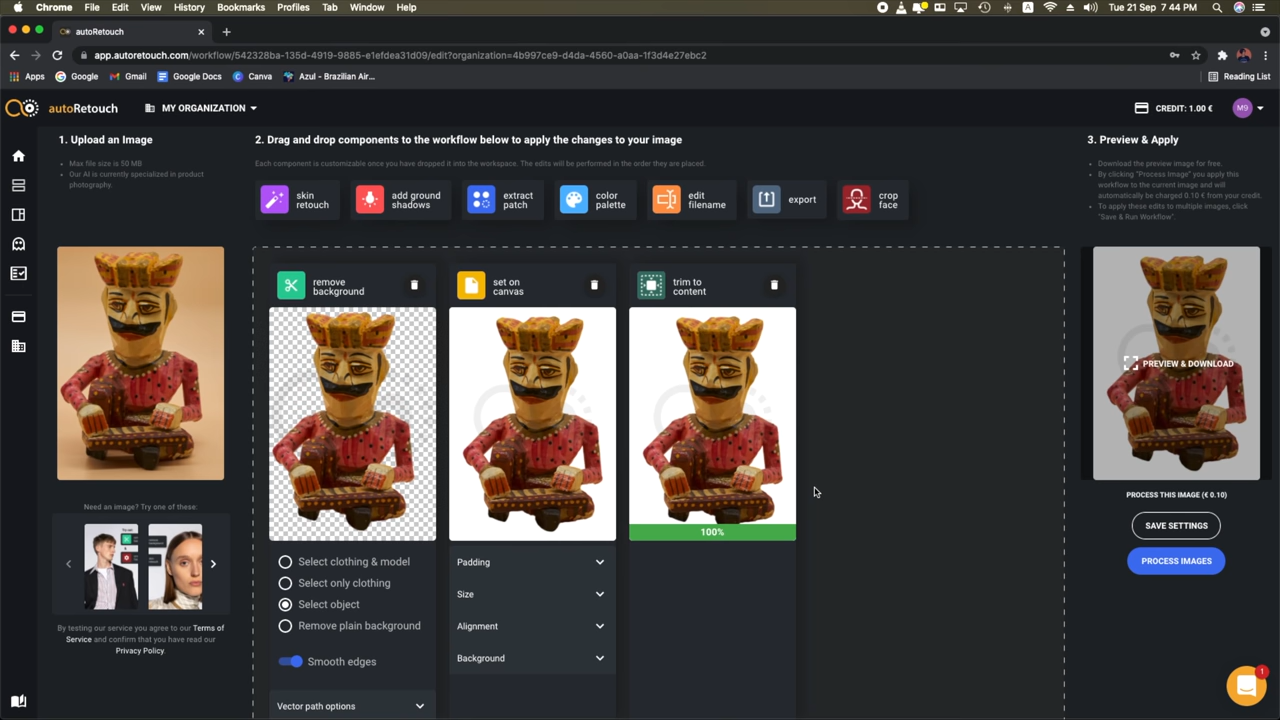 Chrome File Edit View History Bookmarks Profiles Tab Window Help
A Tue 21 Sep 7:44 PM
autoRetouch
app.autoretouch.com/workflow/542328ba-135d-4919-9885-e1efdea31d09/edit?organization=4b997ce9-d4da-4560-a0aa-1f3d4e27ebc2
Apps Google Gmail Google Docs Canva Azul - Brazilian Air... Reading List
autoRetouch MY ORGANIZATION CREDIT: 1.00 € M9
1. Upload an Image
Max file size is 50 MB
Our AI is currently specialized in product
photography.
2. Drag and drop components to the workflow below to apply the changes to your image
Each component is customizable once you have dropped it into the workspace. The edits will be performed in the order they are placed.
skin
retouch
add ground
shadows
extract
patch
color
palette
edit
filename
export
crop
face
3. Preview & Apply
Download the preview image for free.
By clicking "Process Image" you apply this
workflow to the current image and will
automatically be charged 0.10 € from your credit.
To apply these edits to multiple images, click
"Save & Run Workflow".
remove
background
set on
canvas
trim to
content
100%
PREVIEW & DOWNLOAD
PROCESS THIS IMAGE (€ 0.10)
SAVE SETTINGS
PROCESS IMAGES
Need an image? Try one of these:
By testing our service you agree to our Terms of
Service and confirm that you have read our
Privacy Policy.
Select clothing & model
Select only clothing
Select object
Remove plain background
Smooth edges
Vector path options
Padding
Size
Alignment
Background
1